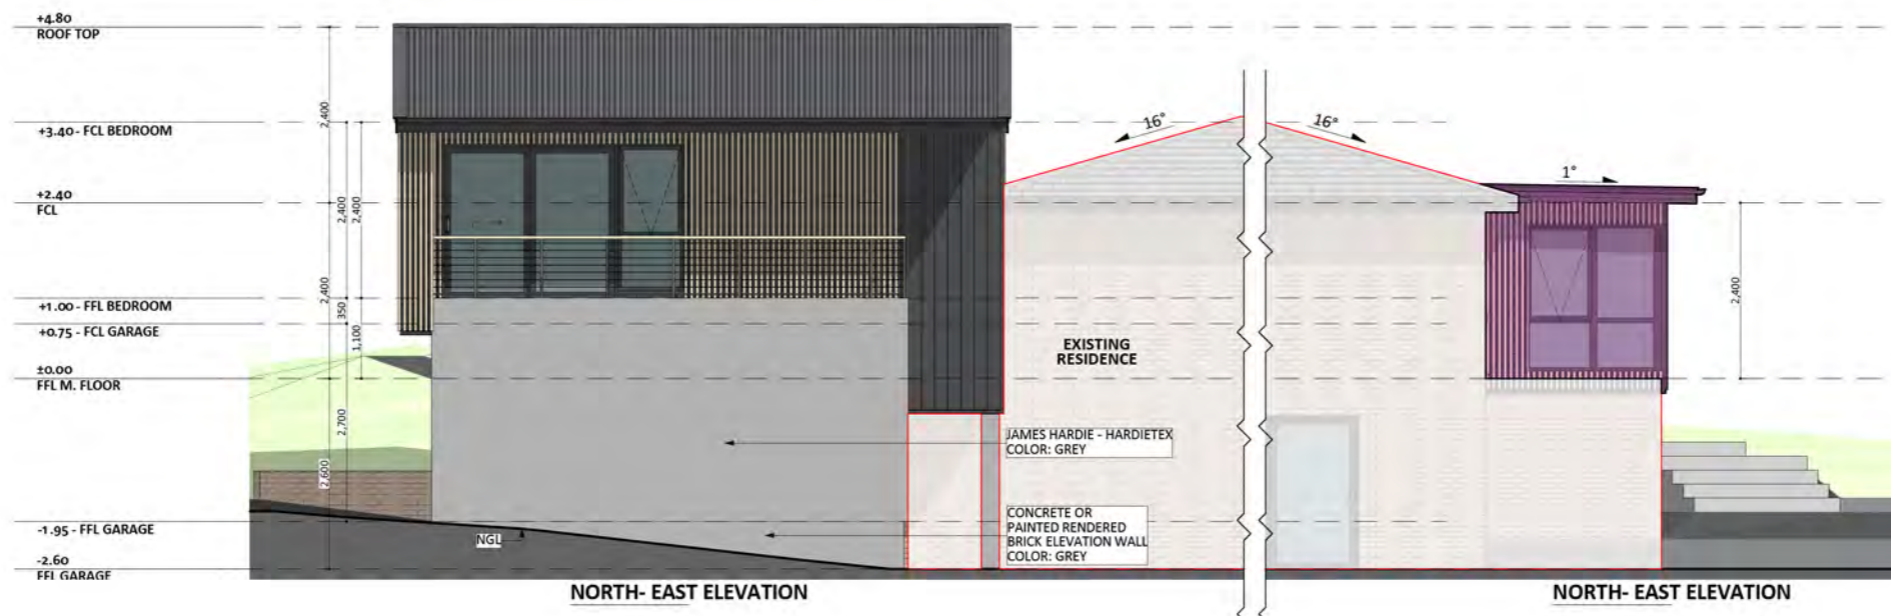 +4.80
ROOF TOP
+3.40 - FCL BEDROOM
+2.40
FCL
+1.00 - FFL BEDROOM
+0.75 - FCL GARAGE
±0.00
FFL M. FLOOR
-1.95 - FFL GARAGE
-2.60
FFL GARAGE
2,400
2,400
2,400
2,400
350
1,100
2,700
2,600
NGL
16°
16°
1°
2,400
EXISTING
RESIDENCE
JAMES HARDIE - HARDIETEX
COLOR: GREY
CONCRETE OR
PAINTED RENDERED
BRICK ELEVATION WALL
COLOR: GREY
NORTH- EAST ELEVATION
NORTH- EAST ELEVATION